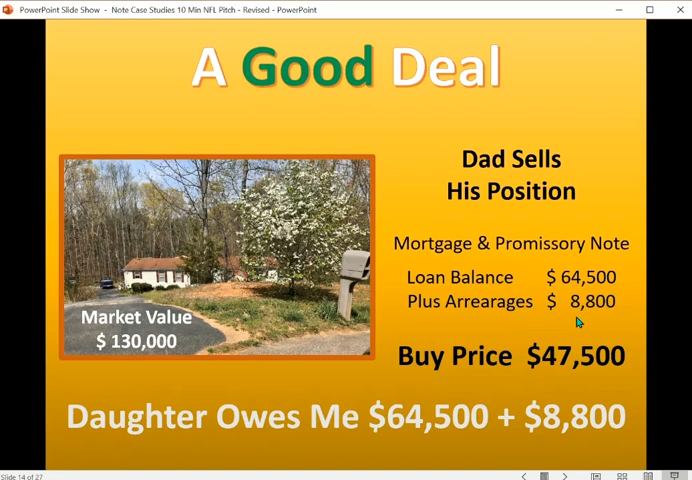 PowerPoint Slide Show - Note Case Studies 10 Min NFL Pitch - Revised - PowerPoint
A Good Deal
Dad Sells
His Position
Mortgage & Promissory Note
Loan Balance $ 64,500
Plus Arrearages $ 8,800
Market Value
$ 130,000
Buy Price $47,500
Daughter Owes Me $64,500 + $8,800
Slide 14 of 27